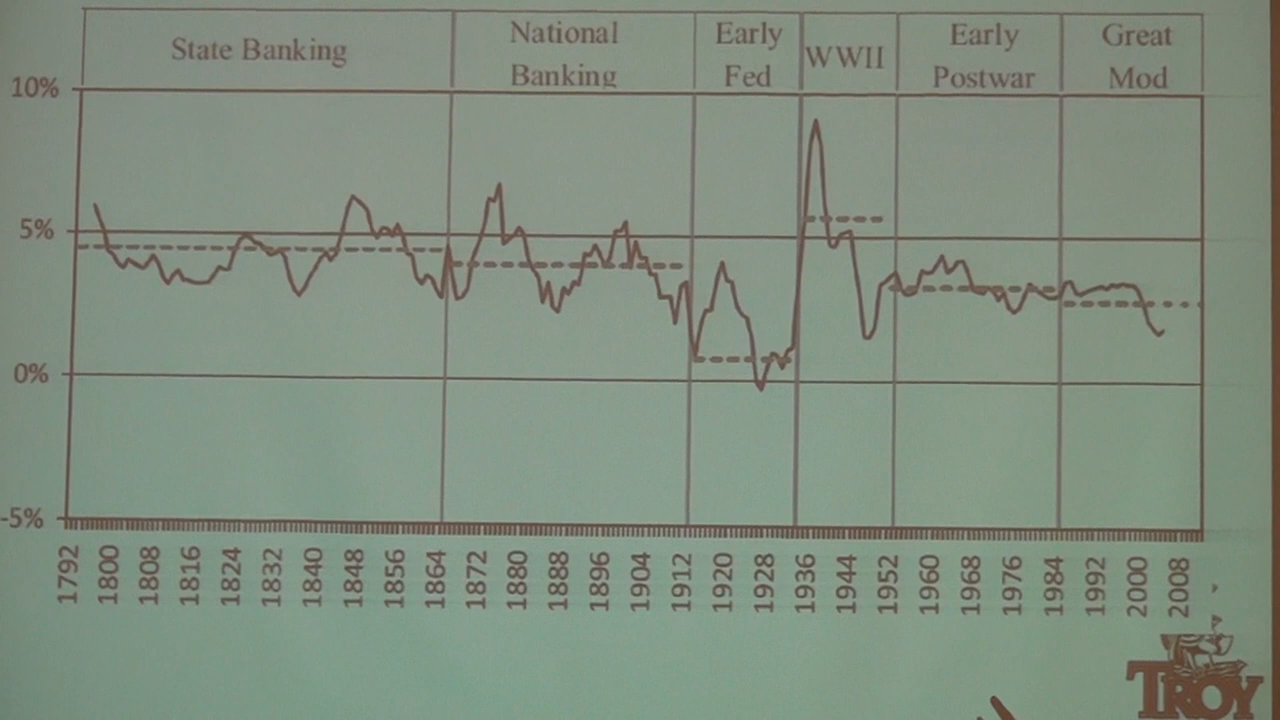 State Banking
National
Banking
Early
Fed
WWII
Early
Postwar
Great
Mod
10%
5%
0%
-5%
1792
1800
1808
1816
1824
1832
1840
1848
1856
1864
1872
1880
1888
1896
1904
1912
1920
1928
1936
1944
1952
1960
1968
1976
1984
1992
2000
2008
TROY